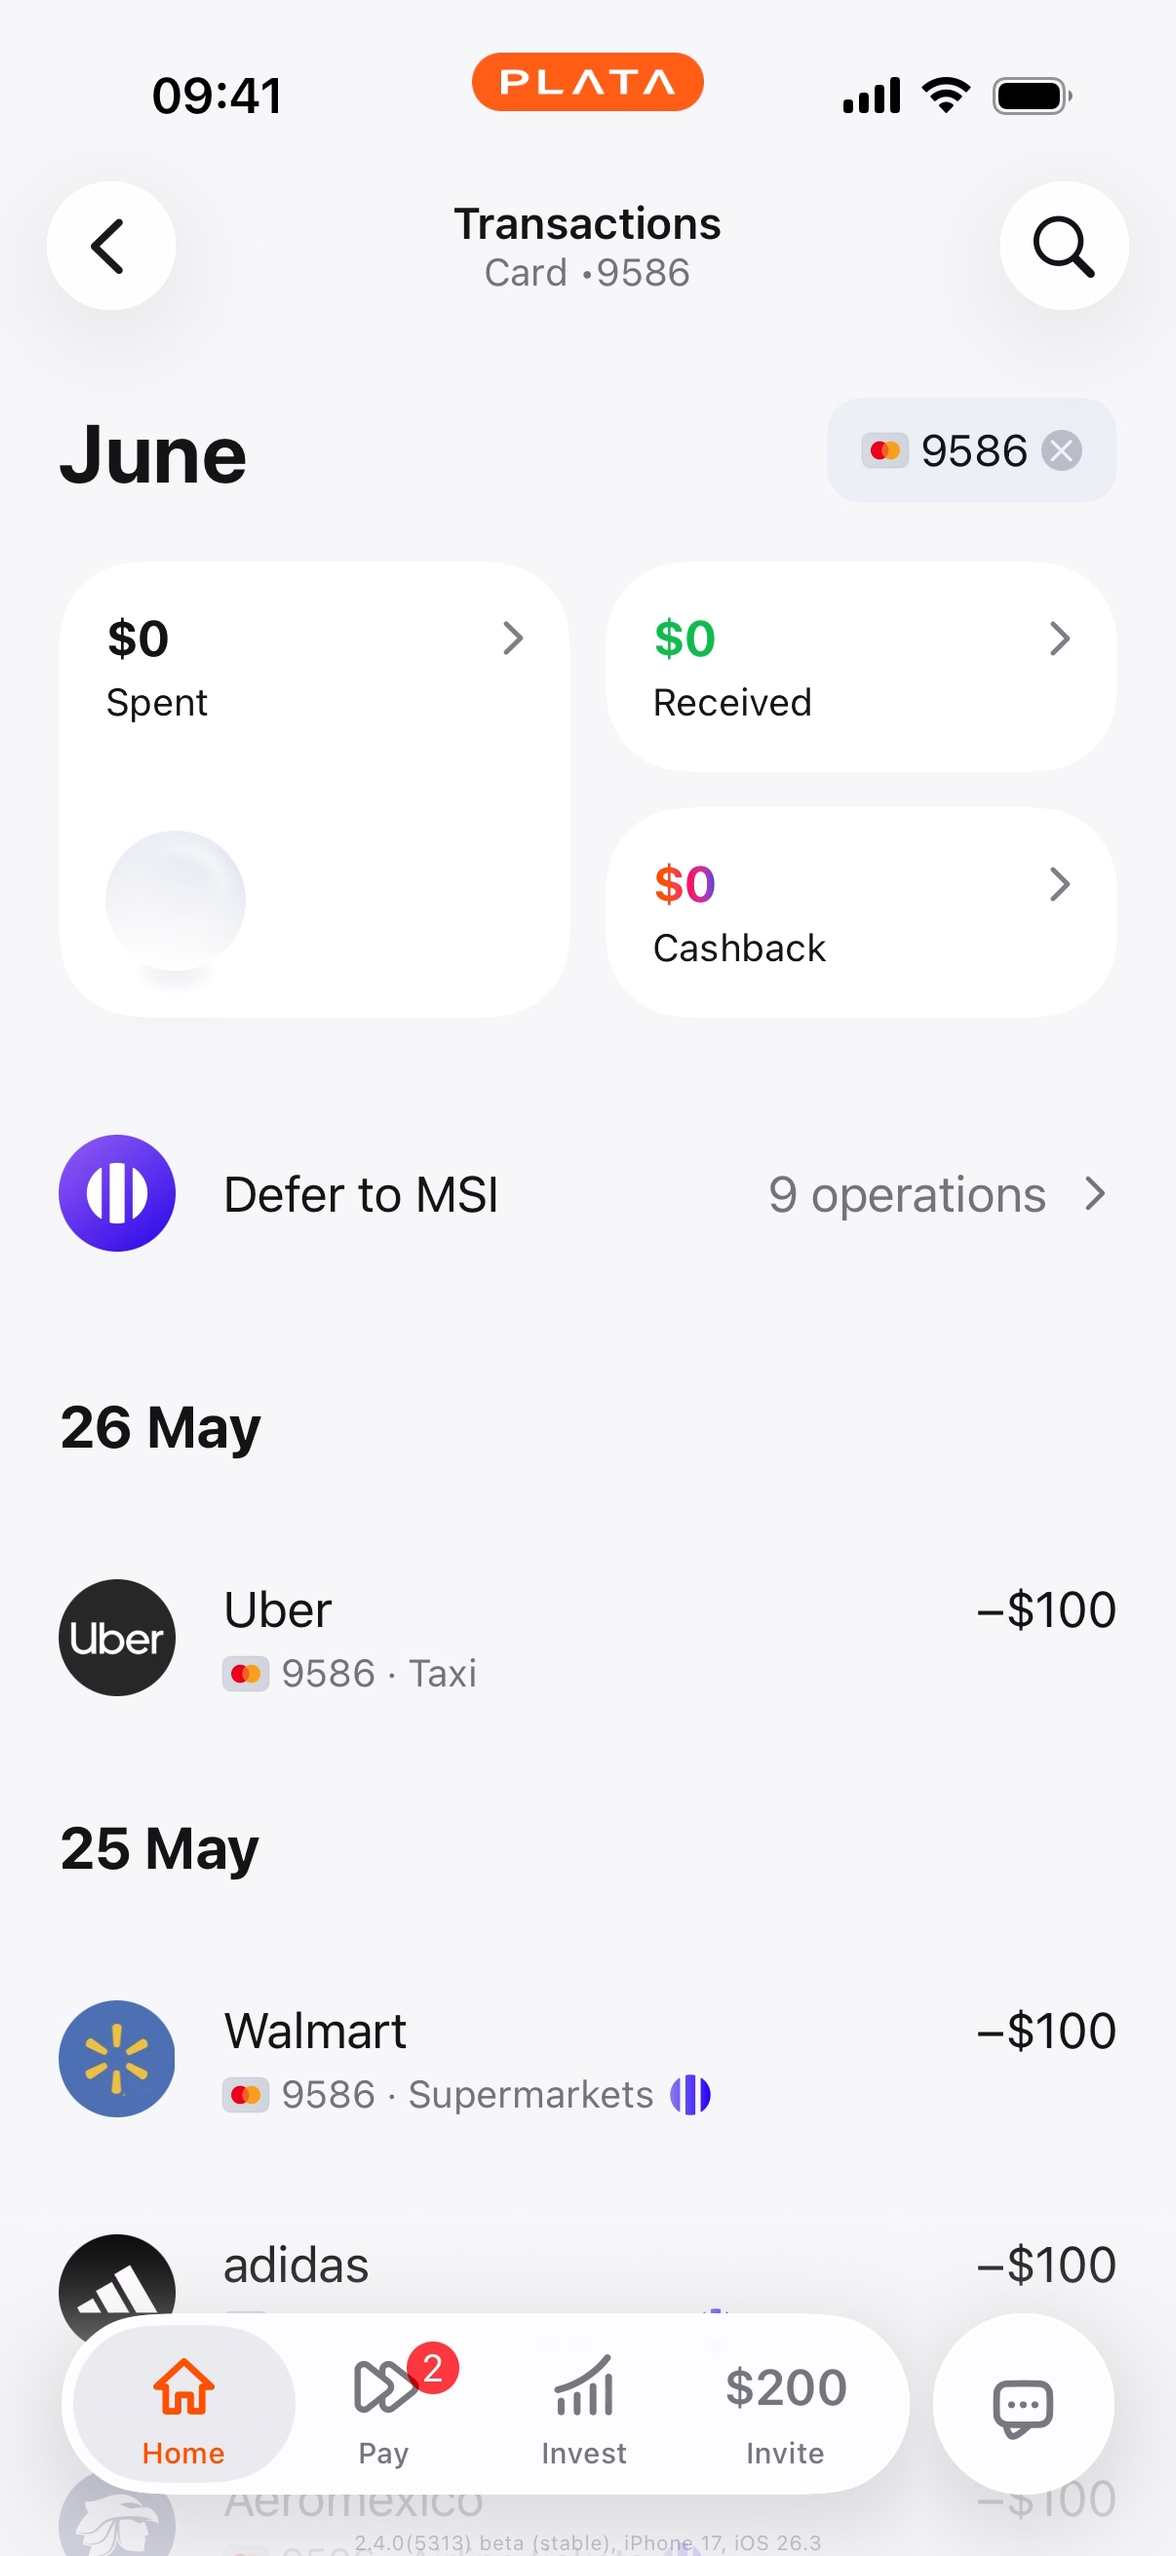 09:41
PLATA
Transactions
Card •9586
June
9586
$0
Spent
$0
Received
$0
Cashback
Defer to MSI
9 operations
26 May
Uber
Uber
–$100
9586 · Taxi
25 May
Walmart
–$100
9586 · Supermarkets
adidas
–$100
2
$200
Home
Pay
Invest
Invite
Aeromexico
–$100
2.4.0(5313) beta (stable), iPhone 17, iOS 26.3